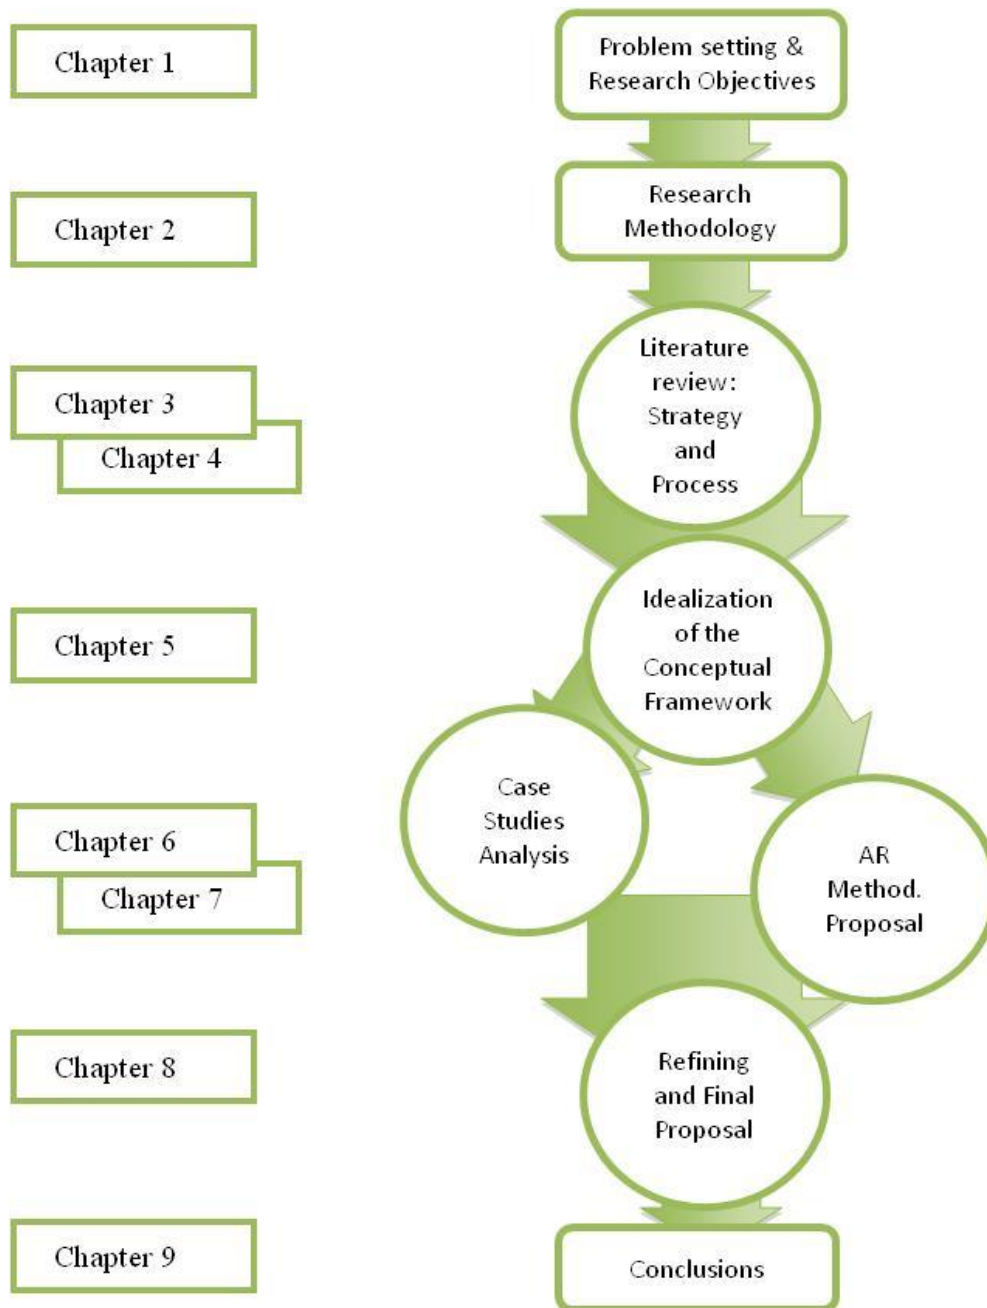 Chapter 1
Problem setting &
Research Objectives
Chapter 2
Research
Methodology
Chapter 3
Chapter 4
Literature
review:
Strategy
and
Process
Chapter 5
Idealization
of the
Conceptual
Framework
Chapter 6
Chapter 7
Case
Studies
Analysis
AR
Method.
Proposal
Chapter 8
Refining
and Final
Proposal
Chapter 9
Conclusions